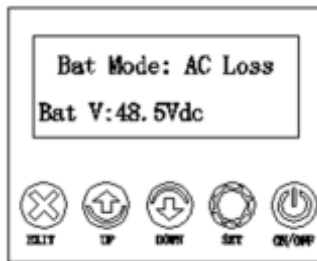 Bat Mode: AC Loss
Bat V:48.5Vdc
EXIT UP DOWN SET ON/OFF